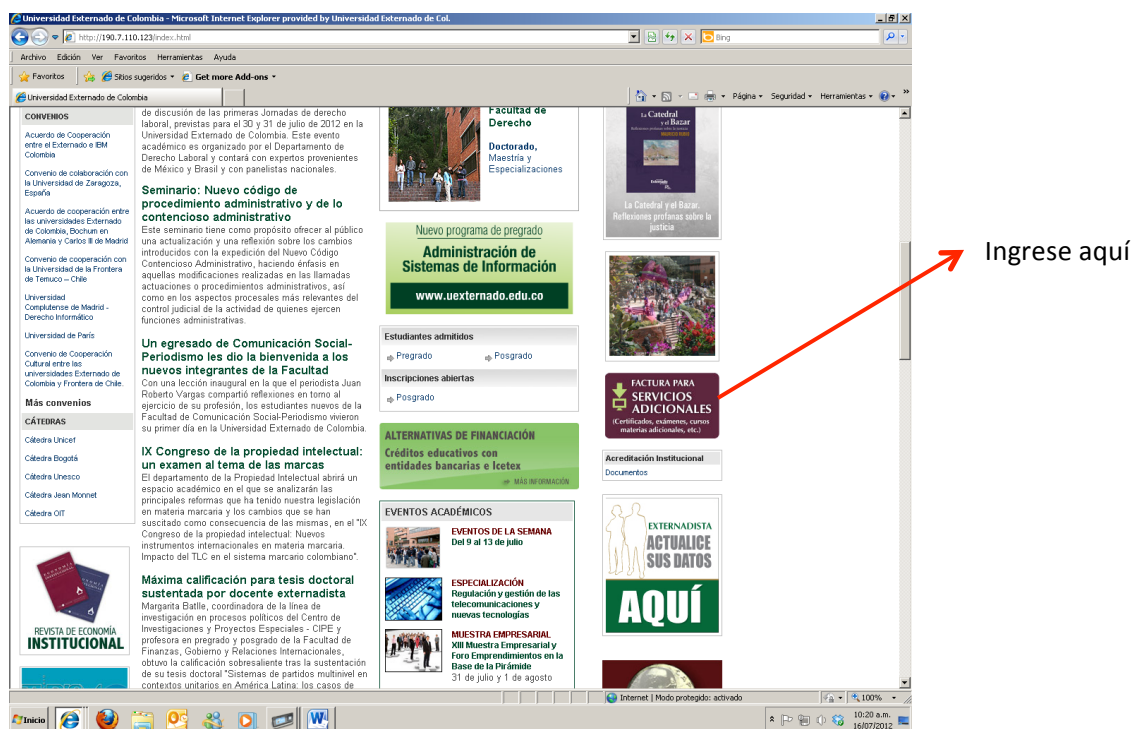 Universidad Externado de Colombia - Microsoft Internet Explorer provided by Universidad Externado de Col.
http://190.7.110.123/index.html
Bing
Archivo Edición Ver Favoritos Herramientas Ayuda
Favoritos Sitios sugeridos Get more Add-ons
Universidad Externado de Colombia
Página Seguridad Herramientas
CONVENIOS
Acuerdo de Cooperación
entre el Externado e IBM
Colombia
Convenio de colaboración con
la Universidad de Zaragoza,
España
Acuerdo de cooperación entre
las universidades Externado
de Colombia, Bochum en
Alemania y Carlos III de Madrid
Convenio de cooperación con
la Universidad de la Frontera
de Temuco – Chile
Universidad
Complutense de Madrid -
Derecho Informático
Universidad de París
Convenio de Cooperación
Cultural entre las
universidades Externado de
Colombia y Frontera de Chile.
Más convenios
CÁTEDRAS
Cátedra Unicef
Cátedra Bogotá
Cátedra Unesco
Cátedra Jean Monnet
Cátedra OIT
REVISTA DE ECONOMÍA
INSTITUCIONAL
de discusión de las primeras Jornadas de derecho
laboral, previstas para el 30 y 31 de julio de 2012 en la
Universidad Externado de Colombia. Este evento
académico es organizado por el Departamento de
Derecho Laboral y contará con expertos provenientes
de México y Brasil y con panelistas nacionales.
Seminario: Nuevo código de
procedimiento administrativo y de lo
contencioso administrativo
Este seminario tiene como propósito ofrecer al público
una actualización y una reflexión sobre los cambios
introducidos con la expedición del Nuevo Código
Contencioso Administrativo, haciendo énfasis en
aquellas modificaciones realizadas en las llamadas
actuaciones o procedimientos administrativos, así
como en los aspectos procesales más relevantes del
control judicial de la actividad de quienes ejercen
funciones administrativas.
Un egresado de Comunicación Social-
Periodismo les dio la bienvenida a los
nuevos integrantes de la Facultad
Con una lección inaugural en la que el periodista Juan
Roberto Vargas compartió reflexiones en torno al
ejercicio de su profesión, los estudiantes nuevos de la
Facultad de Comunicación Social-Periodismo vivieron
su primer día en la Universidad Externado de Colombia.
IX Congreso de la propiedad intelectual:
un examen al tema de las marcas
El departamento de la Propiedad Intelectual abrirá un
espacio académico en el que se analizarán las
principales reformas que ha tenido nuestra legislación
en materia marcaria y los cambios que se han
suscitado como consecuencia de las mismas, en el "IX
Congreso de la propiedad intelectual: Nuevos
instrumentos internacionales en materia marcaria.
Impacto del TLC en el sistema marcario colombiano".
Máxima calificación para tesis doctoral
sustentada por docente externadista
Margarita Batlle, coordinadora de la línea de
investigación en procesos políticos del Centro de
Investigaciones y Proyectos Especiales - CIPE y
profesora en pregrado y posgrado de la Facultad de
Finanzas, Gobierno y Relaciones Internacionales,
obtuvo la calificación sobresaliente tras la sustentación
de su tesis doctoral "Sistemas de partidos multinivel en
contextos unitarios en América Latina: los casos de
Facultad de
Derecho
Doctorado,
Maestría y
Especializaciones
Nuevo programa de pregrado
Administración de
Sistemas de Información
www.uexternado.edu.co
Estudiantes admitidos
Pregrado Posgrado
Inscripciones abiertas
Posgrado
ALTERNATIVAS DE FINANCIACIÓN
Créditos educativos con
entidades bancarias e Icetex
MÁS INFORMACIÓN
EVENTOS ACADÉMICOS
EVENTOS DE LA SEMANA
Del 9 al 13 de julio
ESPECIALIZACIÓN
Regulación y gestión de las
telecomunicaciones y
nuevas tecnologías
MUESTRA EMPRESARIAL
XIII Muestra Empresarial y
Foro Emprendimientos en la
Base de la Pirámide
31 de julio y 1 de agosto
La Catedral
y el Bazar
La Catedral y el Bazar.
Reflexiones profanas sobre la
justicia
FACTURA PARA
SERVICIOS
ADICIONALES
(Certificados, exámenes, cursos
materias adicionales, etc.)
Acreditación Institucional
Documentos
EXTERNADISTA
ACTUALICE
SUS DATOS
AQUÍ
Ingrese aquí
Internet | Modo protegido: activado
100%
Inicio
10:20 a.m.
16/07/2012